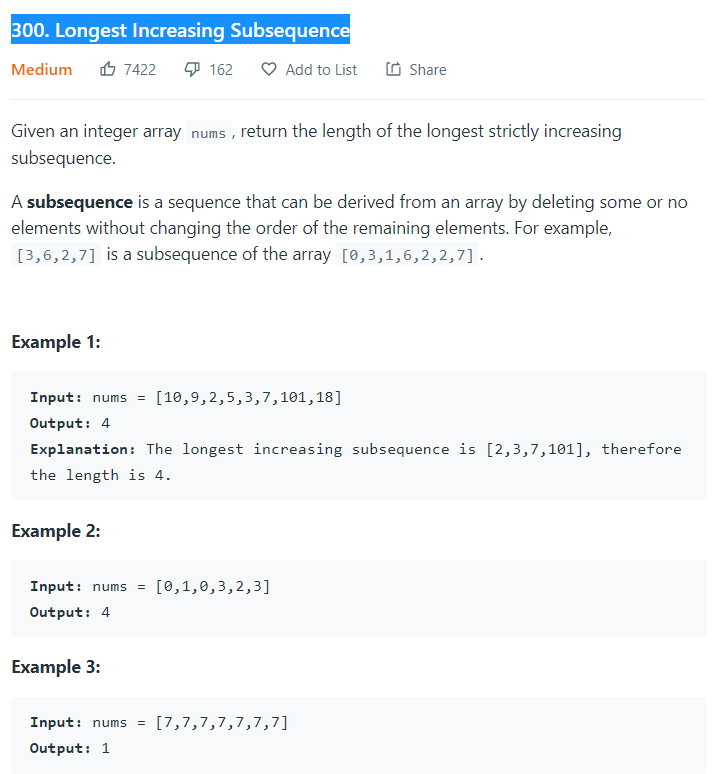 300. Longest Increasing Subsequence
Medium 7422 162 Add to List Share
Given an integer array nums , return the length of the longest strictly increasing
subsequence.
A subsequence is a sequence that can be derived from an array by deleting some or no
elements without changing the order of the remaining elements. For example,
[3,6,2,7] is a subsequence of the array [0,3,1,6,2,2,7] .
Example 1:
Input: nums = [10,9,2,5,3,7,101,18]
Output: 4
Explanation: The longest increasing subsequence is [2,3,7,101], therefore
the length is 4.
Example 2:
Input: nums = [0,1,0,3,2,3]
Output: 4
Example 3:
Input: nums = [7,7,7,7,7,7,7]
Output: 1